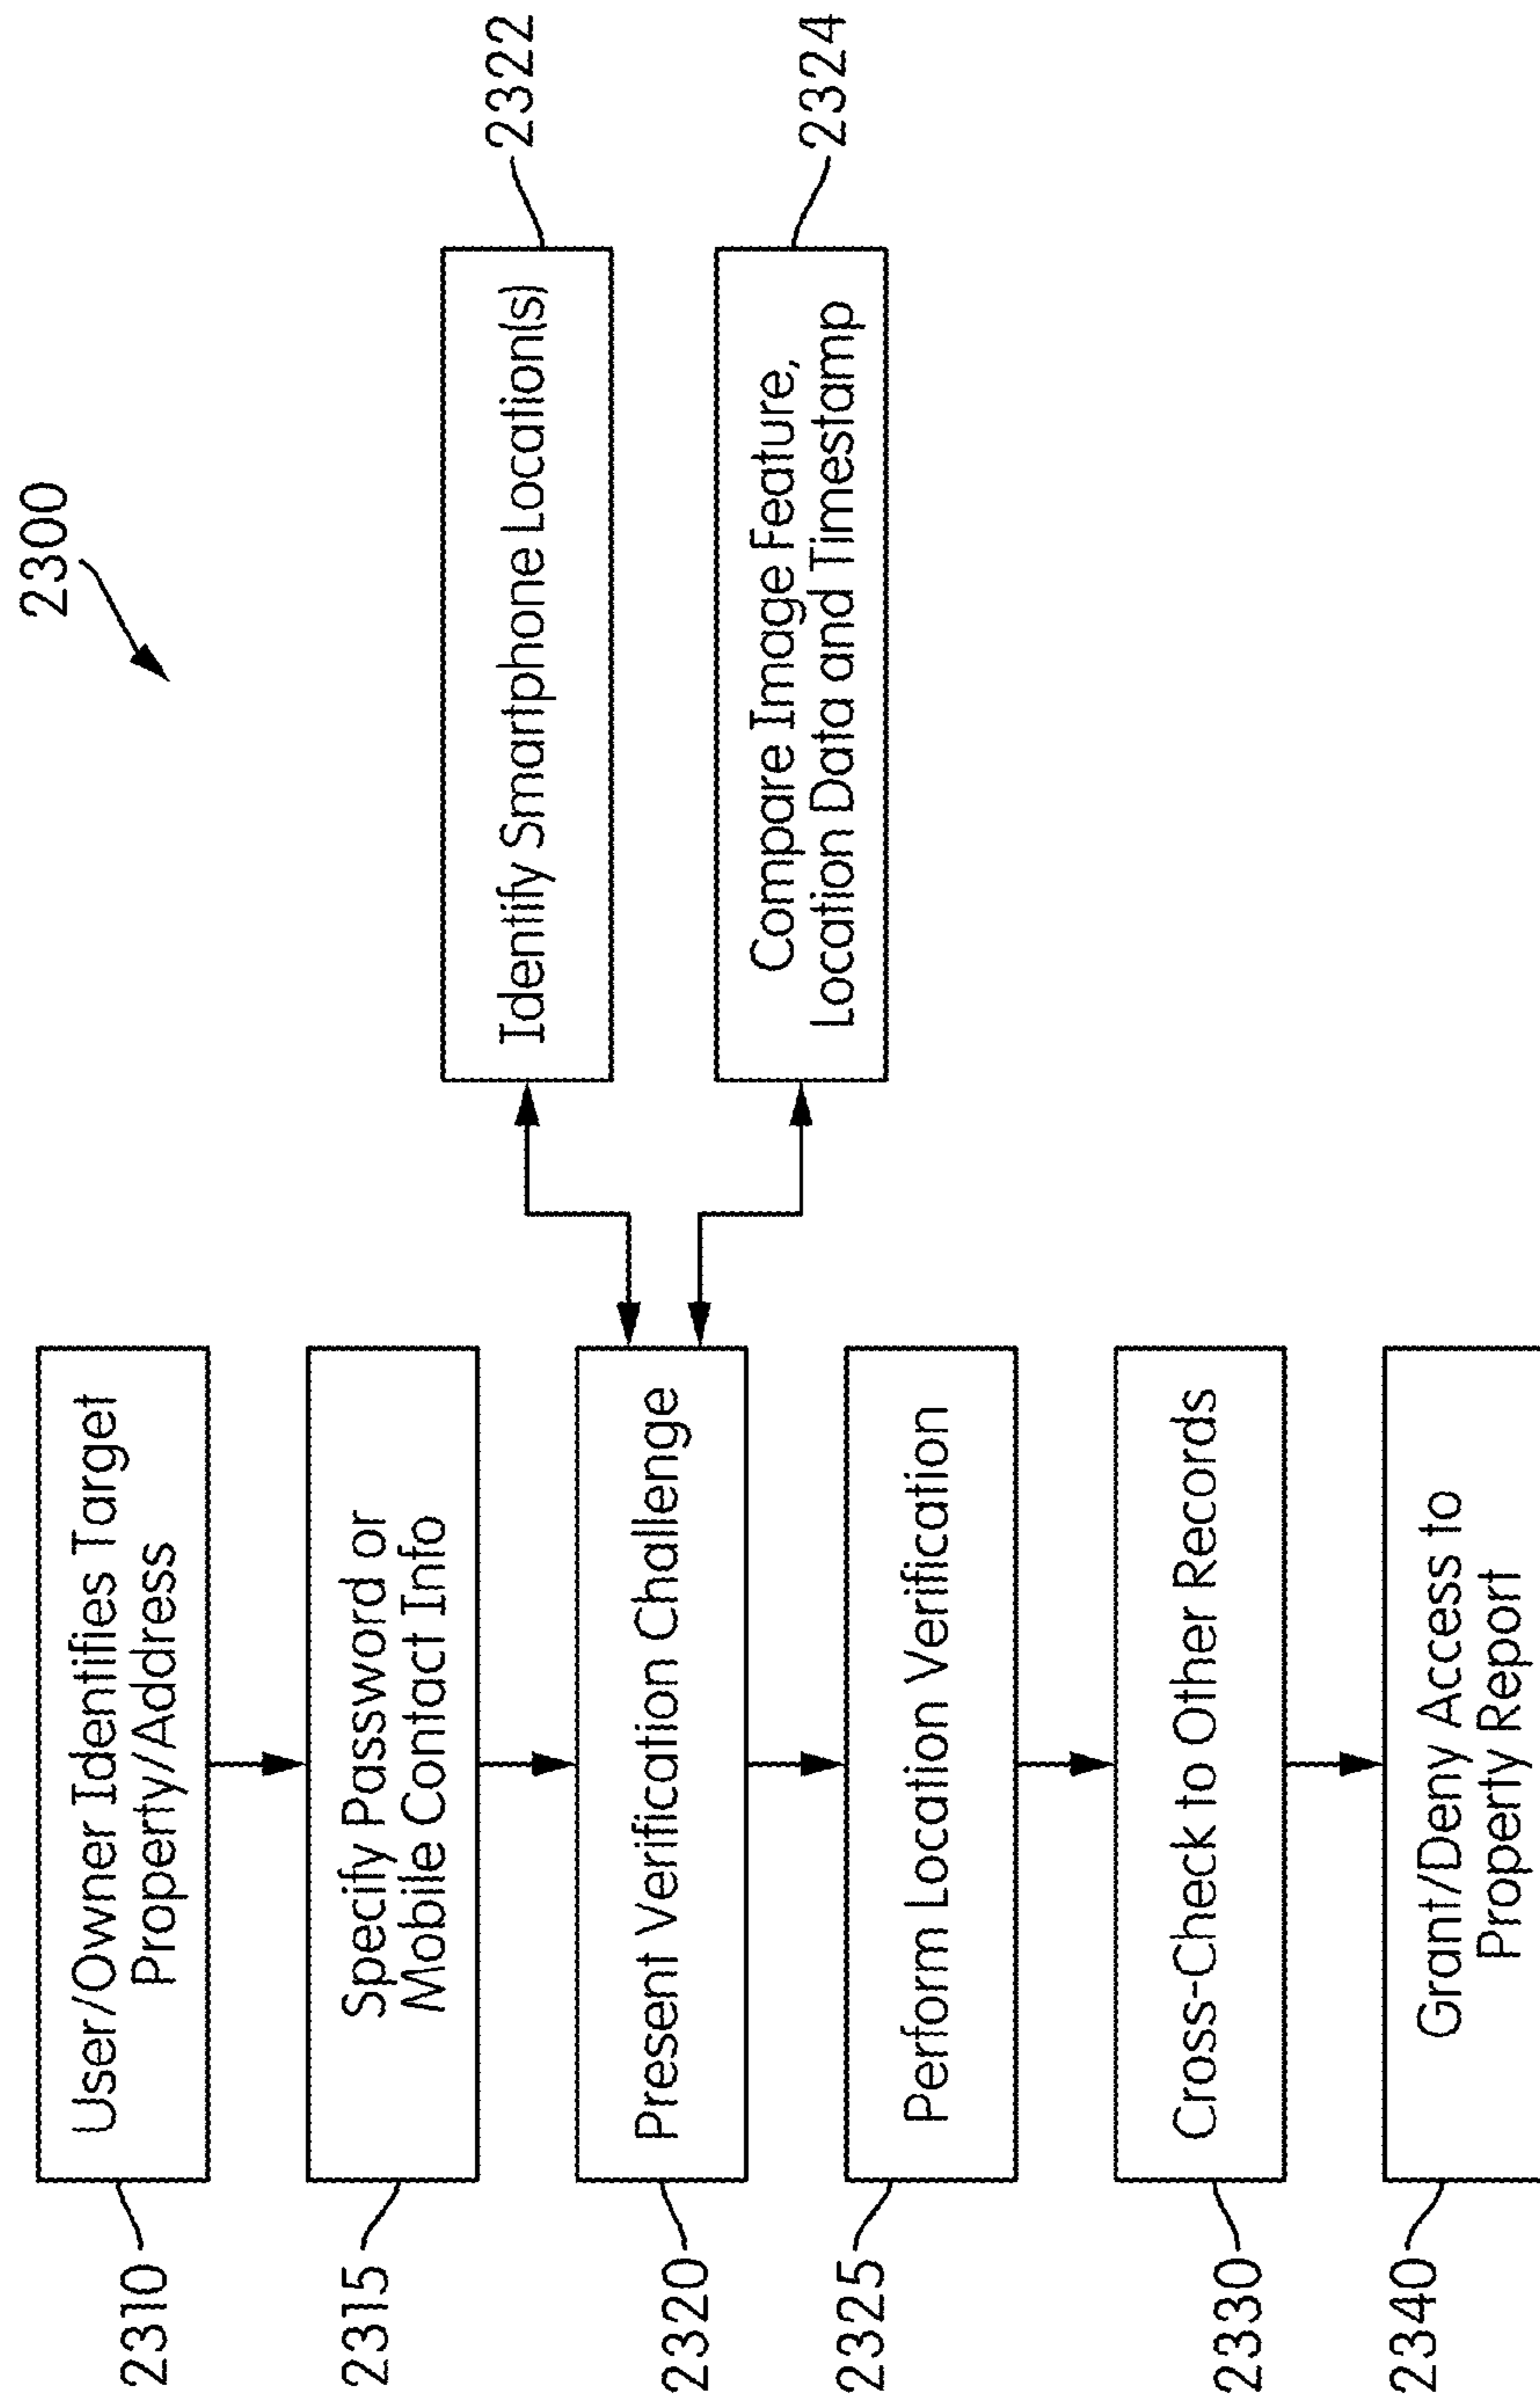 2300
2310
User/Owner Identifies Target
Property/Address
2315
Specify Password or
Mobile Contact Info
2320
Present Verification Challenge
2322
Identify Smartphone Location(s)
2324
Compare Image Feature,
Location Data and Timestamp
2325
Perform Location Verification
2330
Cross-Check to Other Records
2340
Grant/Deny Access to
Property Report